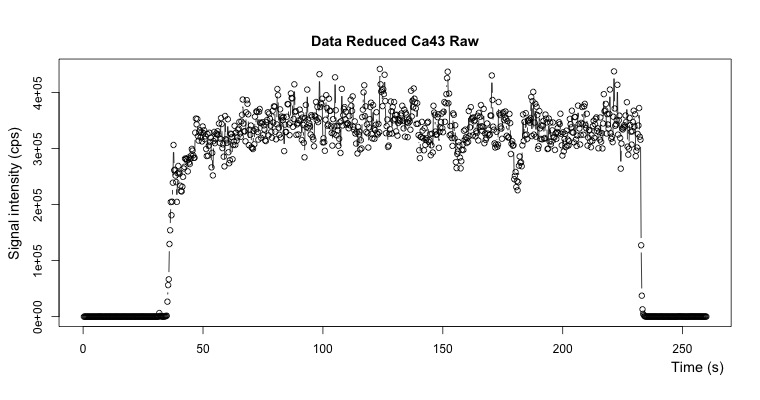 Data Reduced Ca43 Raw
Signal intensity (cps)
4e+05
3e+05
2e+05
1e+05
0e+00
0 50 100 150 200 250
Time (s)